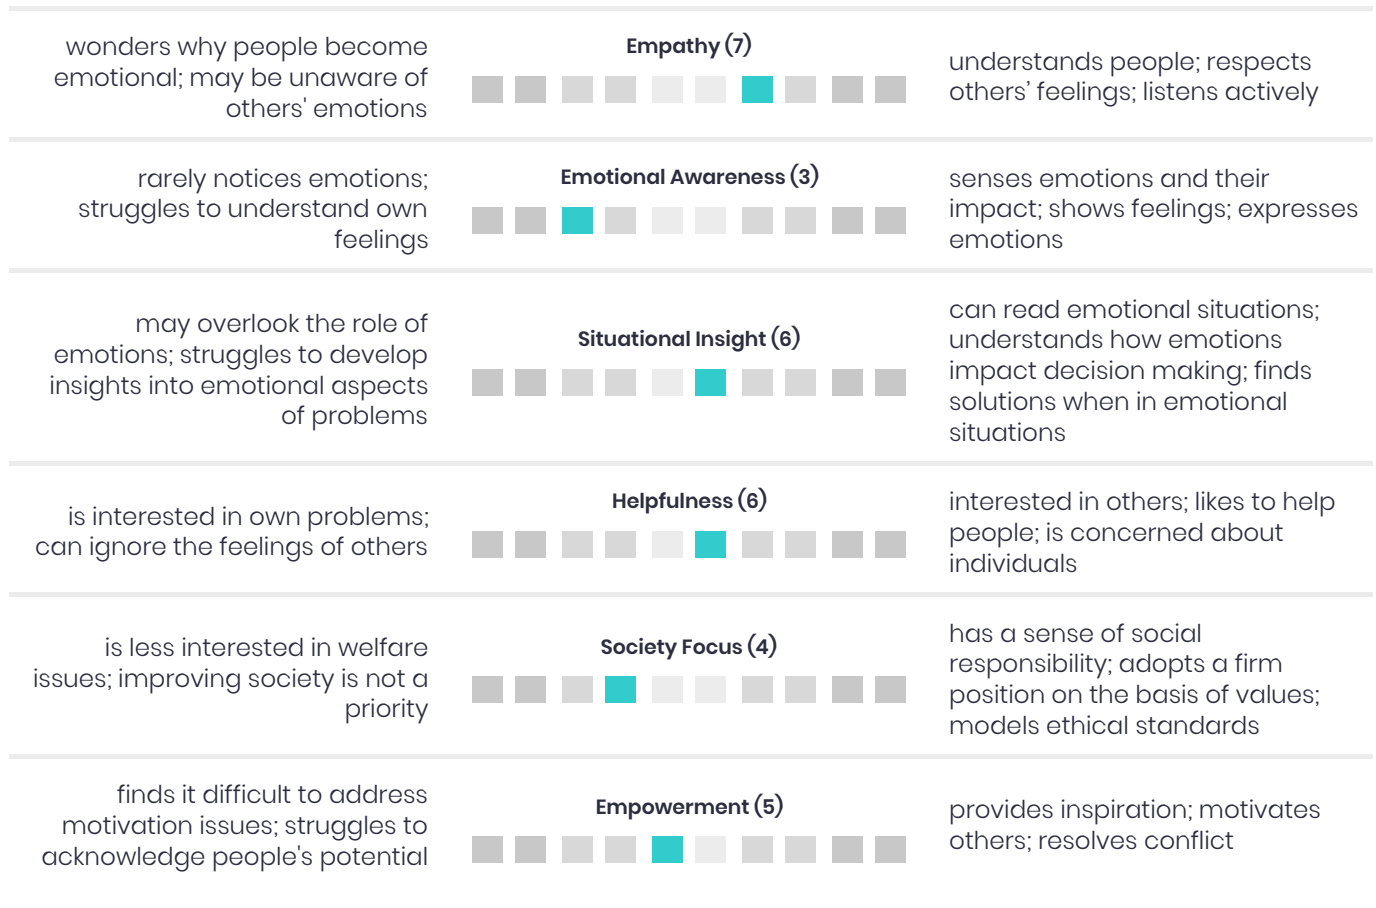 wonders why people become
emotional; may be unaware of
others' emotions
Empathy (7)
understands people; respects
others’ feelings; listens actively
rarely notices emotions;
struggles to understand own
feelings
Emotional Awareness (3)
senses emotions and their
impact; shows feelings; expresses
emotions
may overlook the role of
emotions; struggles to develop
insights into emotional aspects
of problems
Situational Insight (6)
can read emotional situations;
understands how emotions
impact decision making; finds
solutions when in emotional
situations
is interested in own problems;
can ignore the feelings of others
Helpfulness (6)
interested in others; likes to help
people; is concerned about
individuals
is less interested in welfare
issues; improving society is not a
priority
Society Focus (4)
has a sense of social
responsibility; adopts a firm
position on the basis of values;
models ethical standards
finds it difficult to address
motivation issues; struggles to
acknowledge people's potential
Empowerment (5)
provides inspiration; motivates
others; resolves conflict